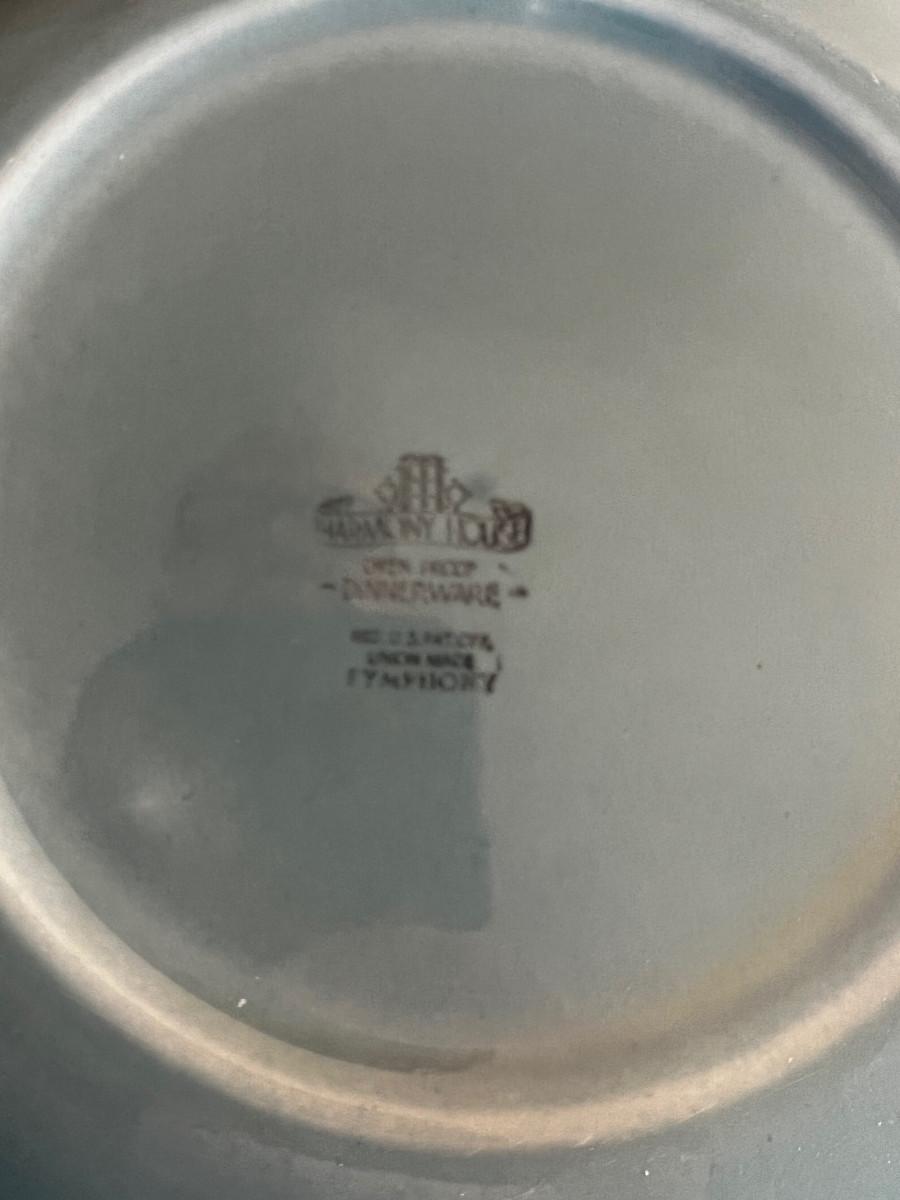 HARMONY HOUSE
OVEN PROOF
- DINNERWARE -
REG. U.S. PAT. OFF.
UNION MADE
SYMPHONY